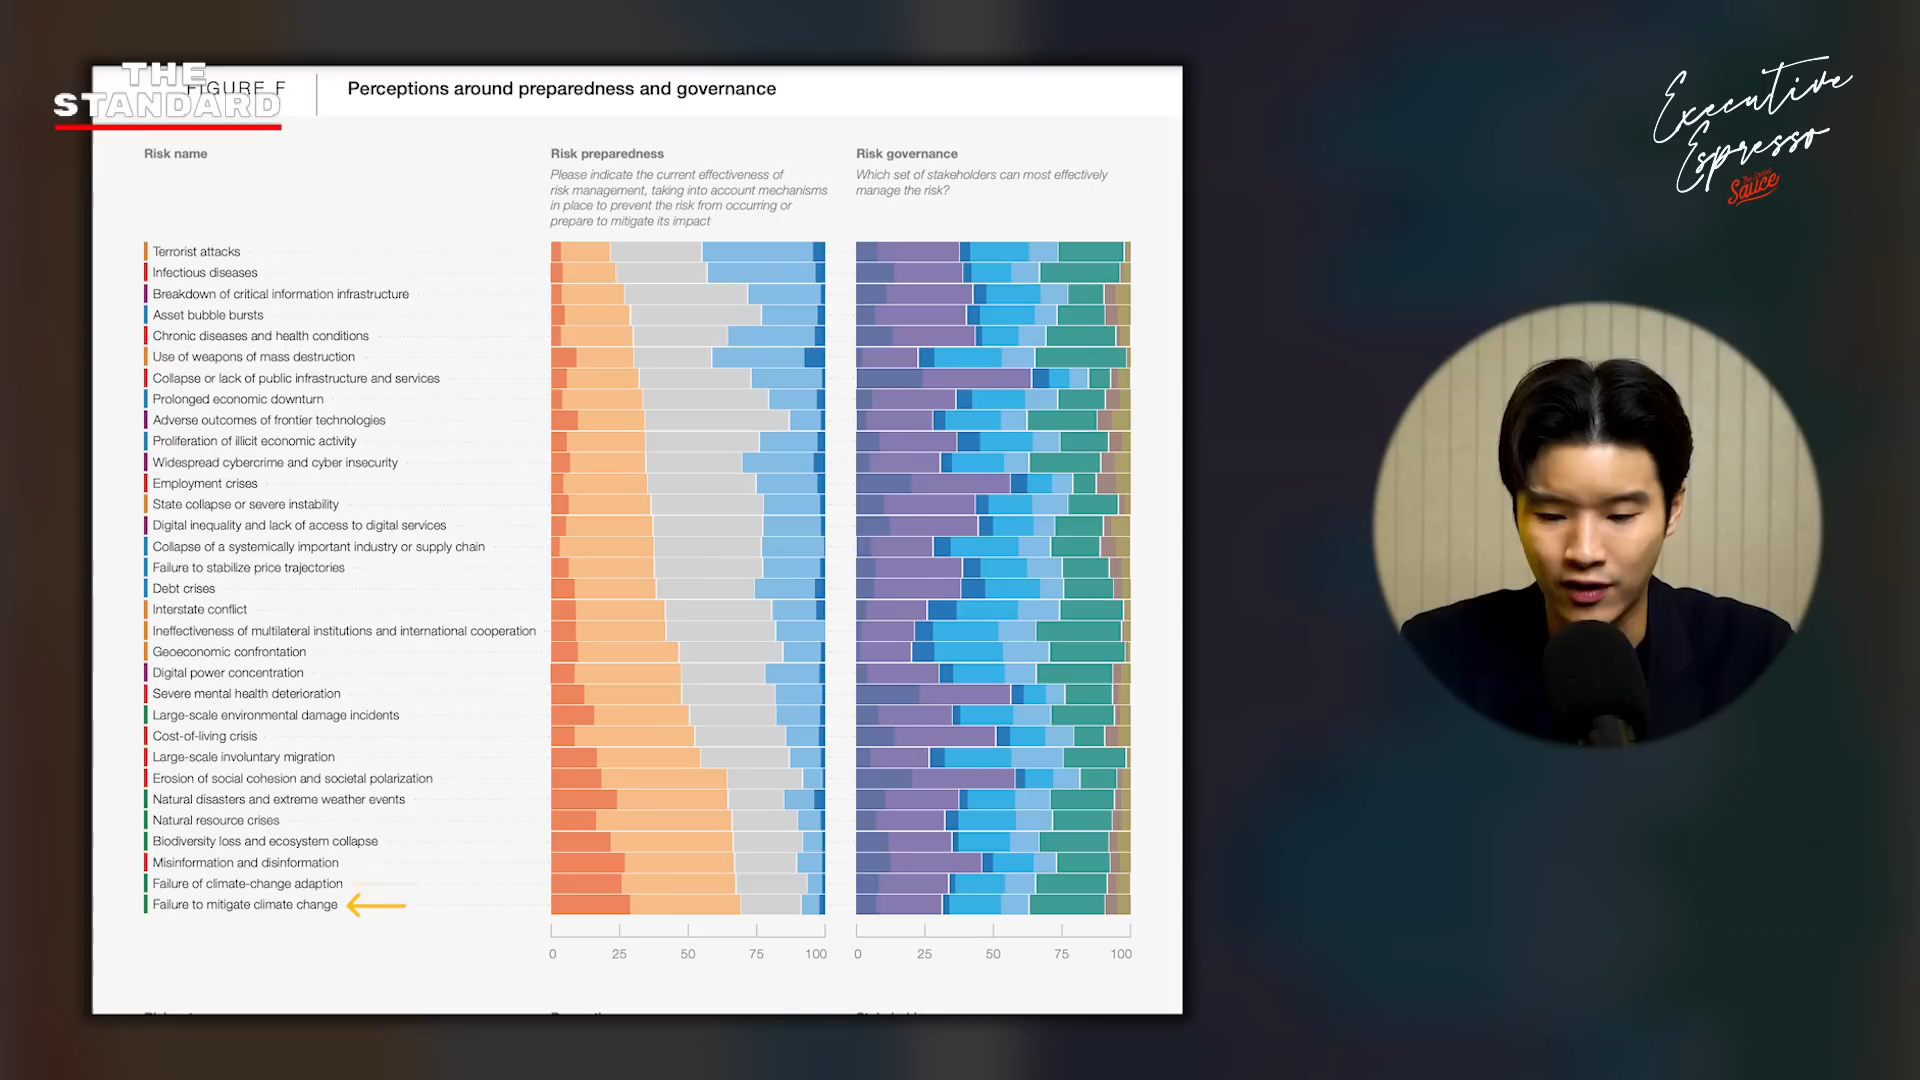 THE
STANDARD
FIGURE F
Perceptions around preparedness and governance
Executive
Espresso
The Secret
Sauce
Risk name
Risk preparedness
Please indicate the current effectiveness of
risk management, taking into account mechanisms
in place to prevent the risk from occurring or
prepare to mitigate its impact
Risk governance
Which set of stakeholders can most effectively
manage the risk?
Terrorist attacks
Infectious diseases
Breakdown of critical information infrastructure
Asset bubble bursts
Chronic diseases and health conditions
Use of weapons of mass destruction
Collapse or lack of public infrastructure and services
Prolonged economic downturn
Adverse outcomes of frontier technologies
Proliferation of illicit economic activity
Widespread cybercrime and cyber insecurity
Employment crises
State collapse or severe instability
Digital inequality and lack of access to digital services
Collapse of a systemically important industry or supply chain
Failure to stabilize price trajectories
Debt crises
Interstate conflict
Ineffectiveness of multilateral institutions and international cooperation
Geoeconomic confrontation
Digital power concentration
Severe mental health deterioration
Large-scale environmental damage incidents
Cost-of-living crisis
Large-scale involuntary migration
Erosion of social cohesion and societal polarization
Natural disasters and extreme weather events
Natural resource crises
Biodiversity loss and ecosystem collapse
Misinformation and disinformation
Failure of climate-change adaption
Failure to mitigate climate change
0 25 50 75 100
0 25 50 75 100